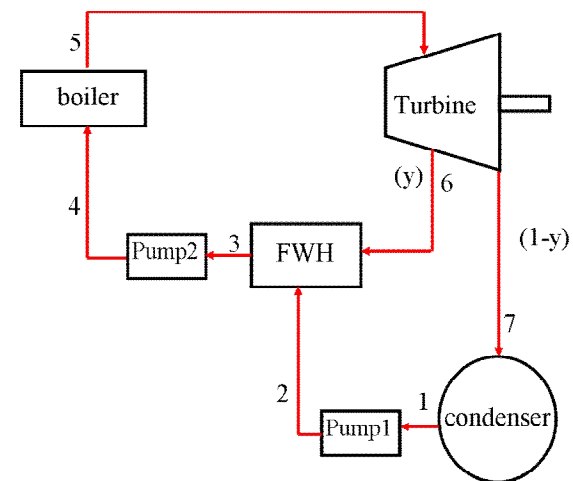 5
boiler
Turbine
(y)
6
4
Pump2
3
FWH
(1-y)
7
2
1
Pump1
condenser